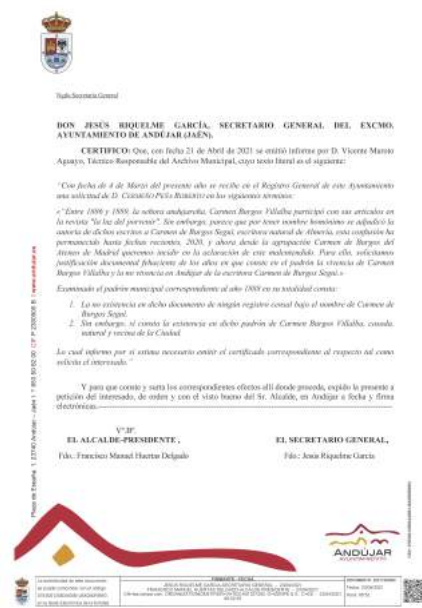 Ngdo Secretaría General
DON JESÚS RIQUELME GARCÍA, SECRETARIO GENERAL DEL EXCMO.
AYUNTAMIENTO DE ANDÚJAR (JAÉN).
CERTIFICO: Que, con fecha 21 de Abril de 2021 se emitió informe por D. Vicente Maroto
Aguayo, Técnico Responsable del Archivo Municipal, cuyo texto literal es el siguiente:
"Con fecha de 4 de Marzo del presente año se recibe en el Registro General de este Ayuntamiento
una solicitud de D. CERMEÑO PEÑA ROBERTO en los siguientes términos:
«"Entre 1886 y 1889, la señora andujareña, Carmen Burgos Villalba participó con sus artículos en
la revista "la luz del porvenir". Sin embargo, parece que por tener nombre homónimo se adjudicó la
autoría de dichos escritos a Carmen de Burgos Seguí, escritora natural de Almería, esta confusión ha
permanecido hasta fechas recientes, 2020, y ahora desde la agrupación Carmen de Burgos del
Ateneo de Madrid queremos incidir en la aclaración de este malentendido. Para ello, solicitamos
justificación documental fehaciente de los años en que conste en el padrón la vivencia de Carmen
Burgos Villalba y la no vivencia en Andújar de la escritora Carmen de Burgos Seguí.»
Examinado el padrón municipal correspondiente al año 1888 en su totalidad consta:
1. La no existencia en dicho documento de ningún registro censal bajo el nombre de Carmen de
Burgos Seguí.
2. Sin embargo, sí consta la existencia en dicho padrón de Carmen Burgos Villalba, casada,
natural y vecina de la Ciudad.
Lo cual informo por si estima necesario emitir el certificado correspondiente al respecto tal como
solicita el interesado."
Y para que conste y surta los correspondientes efectos allí donde proceda, expido la presente a
petición del interesado, de orden y con el visto bueno del Sr. Alcalde, en Andújar a fecha y firma
electrónicas.
Vº.Bº.
EL ALCALDE-PRESIDENTE ,
EL SECRETARIO GENERAL,
Fdo.: Francisco Manuel Huertas Delgado
Fdo.: Jesús Riquelme García
ANDÚJAR
AYUNTAMIENTO